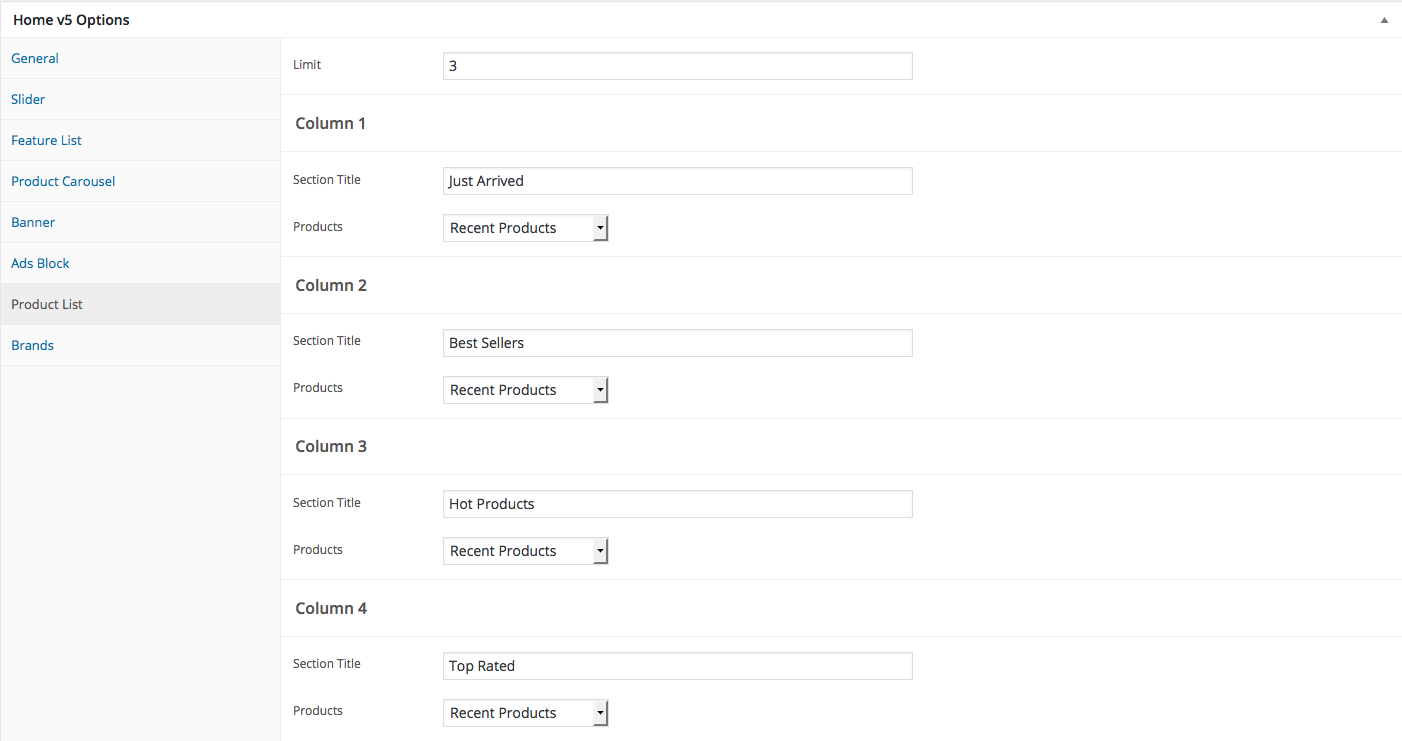 Home v5 Options
General
Slider
Feature List
Product Carousel
Banner
Ads Block
Product List
Brands
Limit 3
Column 1
Section Title Just Arrived
Products Recent Products
Column 2
Section Title Best Sellers
Products Recent Products
Column 3
Section Title Hot Products
Products Recent Products
Column 4
Section Title Top Rated
Products Recent Products